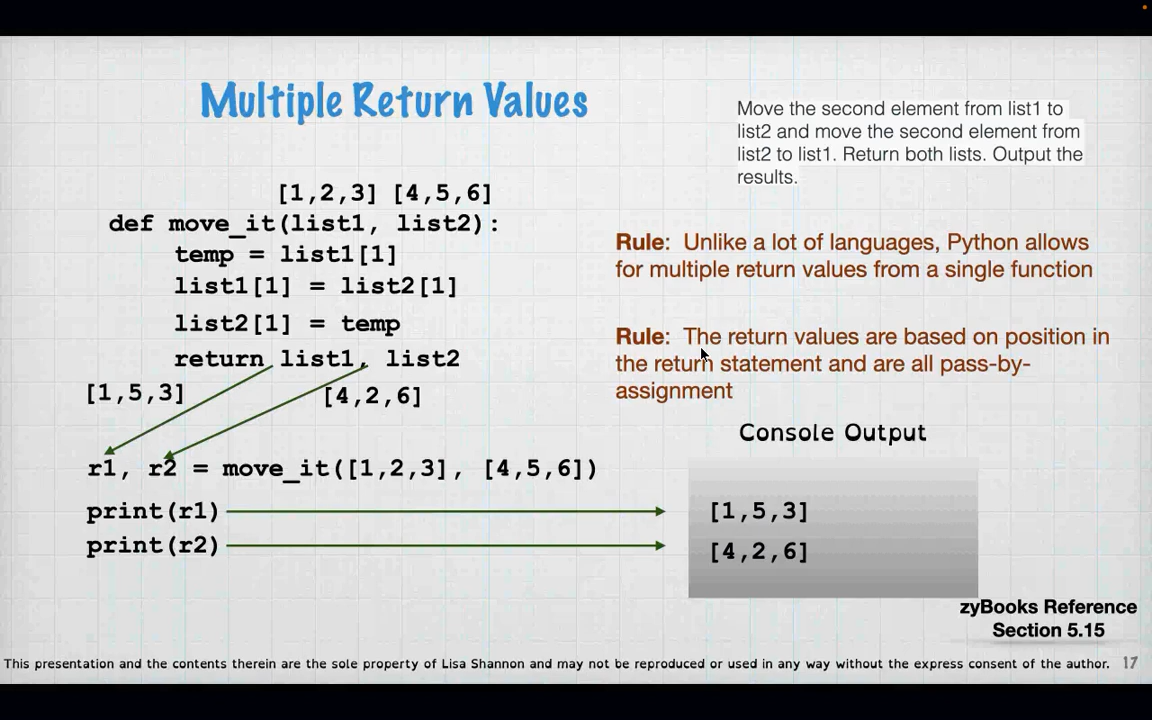 Multiple Return Values
Move the second element from list1 to
list2 and move the second element from
list2 to list1. Return both lists. Output the
results.
[1,2,3] [4,5,6]
def move_it(list1, list2):
temp = list1[1]
list1[1] = list2[1]
list2[1] = temp
return list1, list2
[1,5,3] [4,2,6]
r1, r2 = move_it([1,2,3], [4,5,6])
print(r1)
print(r2)
Rule: Unlike a lot of languages, Python allows
for multiple return values from a single function
Rule: The return values are based on position in
the return statement and are all pass-by-
assignment
Console Output
[1,5,3]
[4,2,6]
zyBooks Reference
Section 5.15
This presentation and the contents therein are the sole property of Lisa Shannon and may not be reproduced or used in any way without the express consent of the author. 17